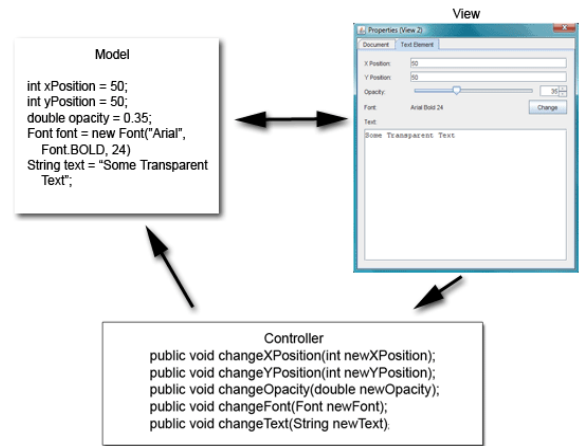 Model
int xPosition = 50;
int yPosition = 50;
double opacity = 0.35;
Font font = new Font("Arial",
Font.BOLD, 24)
String text = “Some Transparent
Text”;
View
Properties (View 2)
Document Text Element
X Position: 50
Y Position: 50
Opacity: 35
Font: Arial Bold 24 Change
Text:
Some Transparent Text
Controller
public void changeXPosition(int newXPosition);
public void changeYPosition(int newYPosition);
public void changeOpacity(double newOpacity);
public void changeFont(Font newFont);
public void changeText(String newText);